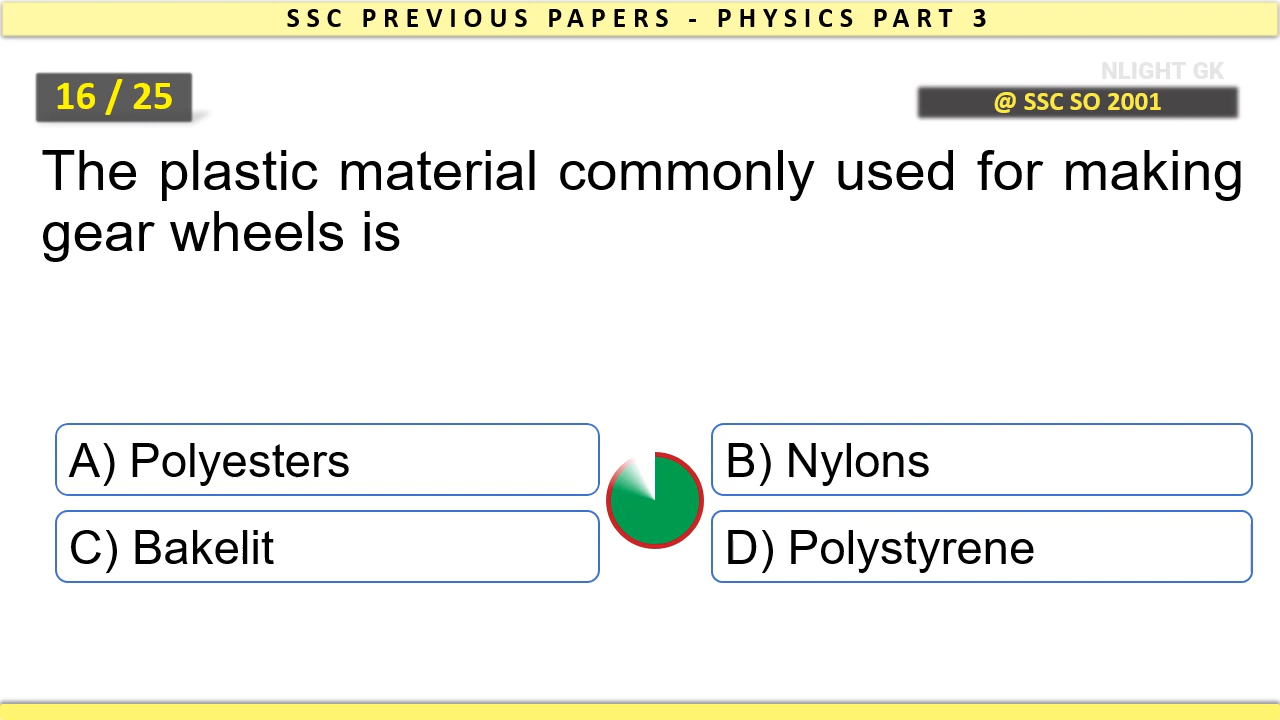 SSC PREVIOUS PAPERS - PHYSICS PART 3
NLIGHT GK
16 / 25
@ SSC SO 2001
The plastic material commonly used for making
gear wheels is
A) Polyesters
B) Nylons
C) Bakelit
D) Polystyrene